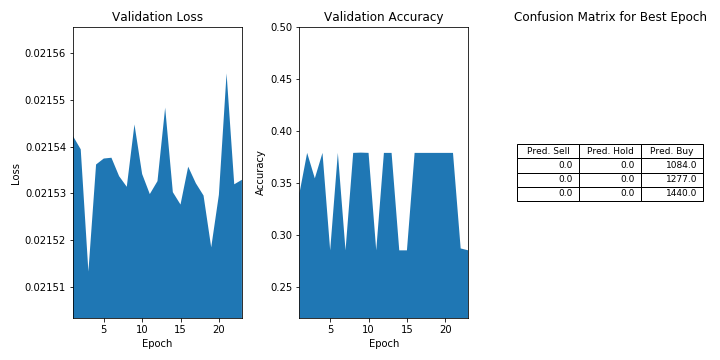 Validation Loss
0.02156
0.02155
0.02154
0.02153
0.02152
0.02151
Loss
5
10
15
20
Epoch
Validation Accuracy
0.50
0.45
0.40
0.35
0.30
0.25
Accuracy
5
10
15
20
Epoch
Confusion Matrix for Best Epoch
Pred. Sell Pred. Hold Pred. Buy
0.0 0.0 1084.0
0.0 0.0 1277.0
0.0 0.0 1440.0